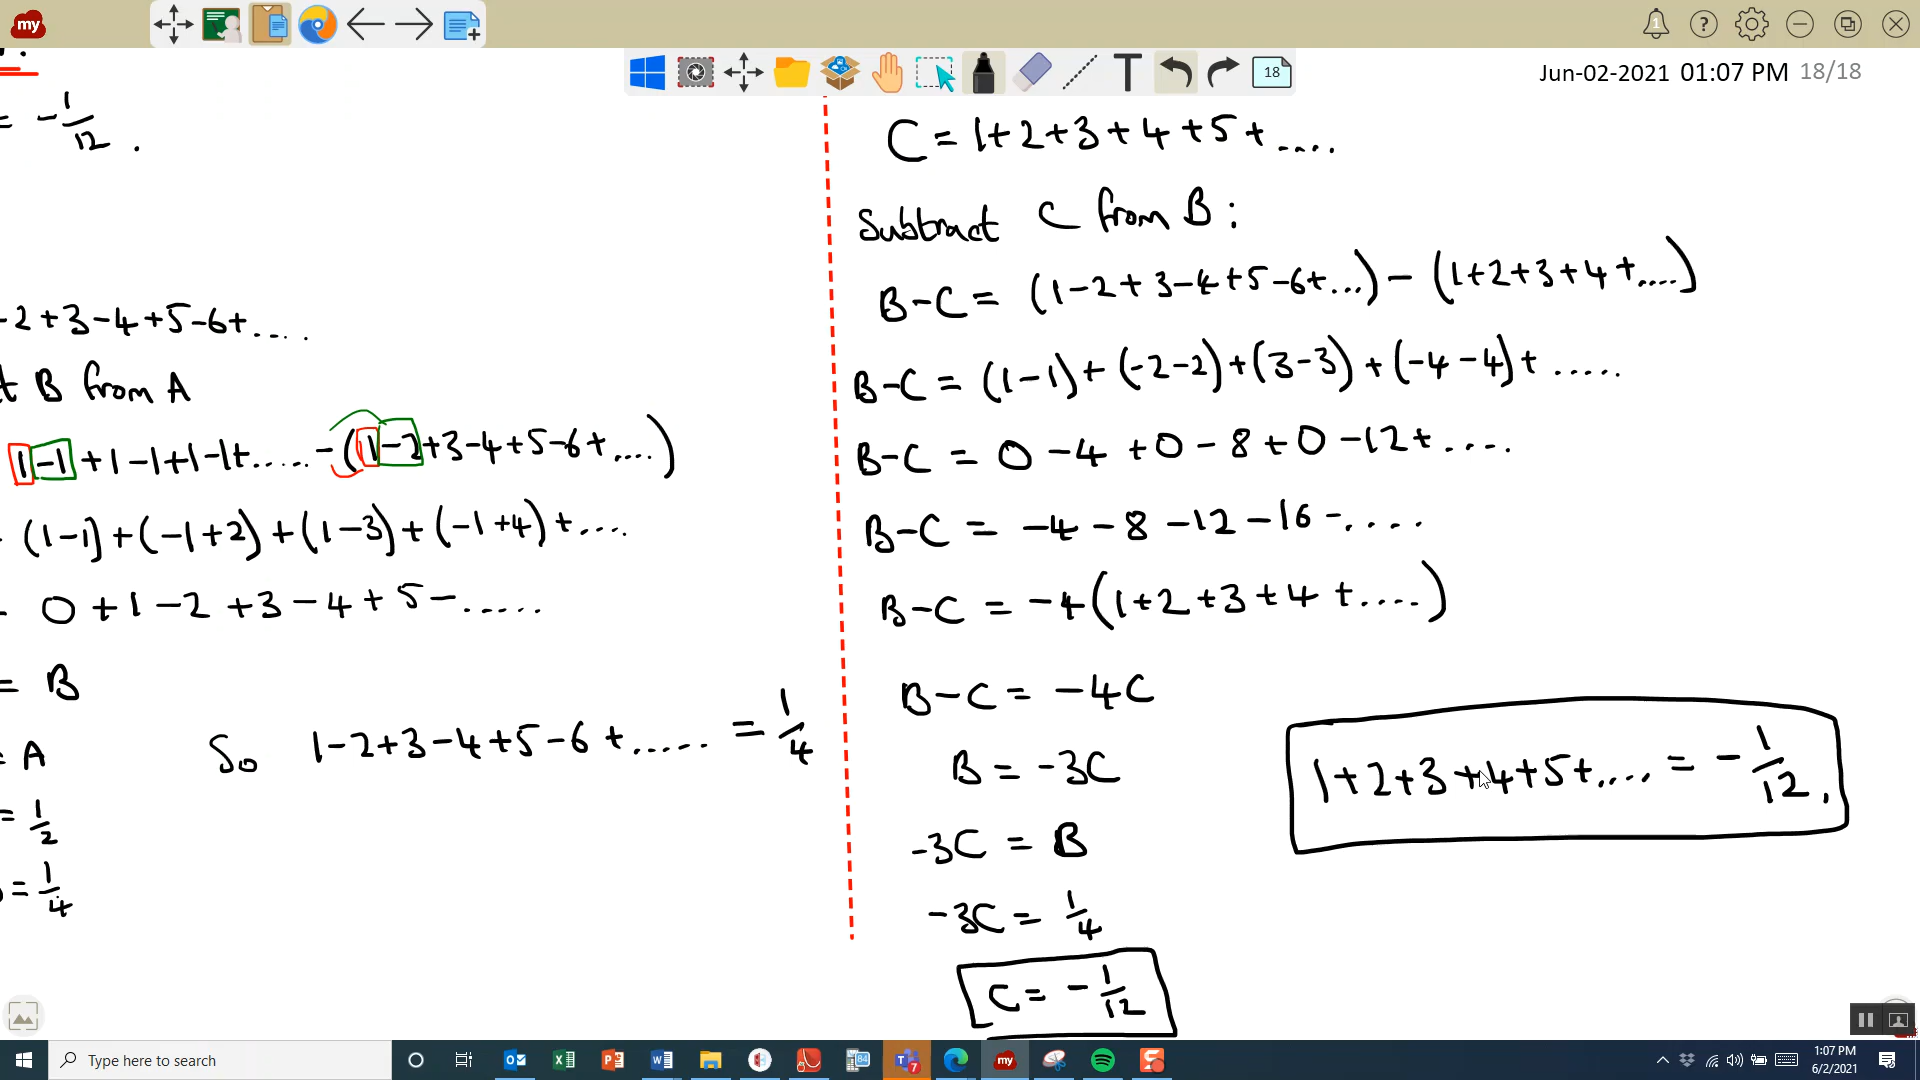 my
1
18
Jun-02-2021 01:07 PM 18/18
= -1/12 .
-2+3-4+5-6+....
t B from A
1-1+1-1+1-1+..... -(1-2+3-4+5-6+....)
- (1-1)+(-1+2)+(1-3)+(-1+4)+....
- 0+1-2+3-4+5-.....
= B
= A
= 1/2
= 1/4
So 1-2+3-4+5-6+..... = 1/4
C = 1+2+3+4+5+....
Subtract C from B:
B-C = (1-2+3-4+5-6+...) - (1+2+3+4+....)
B-C = (1-1)+(-2-2)+(3-3)+(-4-4)+.....
B-C = 0-4+0-8+0-12+....
B-C = -4-8-12-16-....
B-C = -4(1+2+3+4+....)
B-C = -4C
B = -3C
-3C = B
-3C = 1/4
C = -1/12
1+2+3+4+5+.... = -1/12.
Type here to search
84
7
my
1:07 PM
6/2/2021